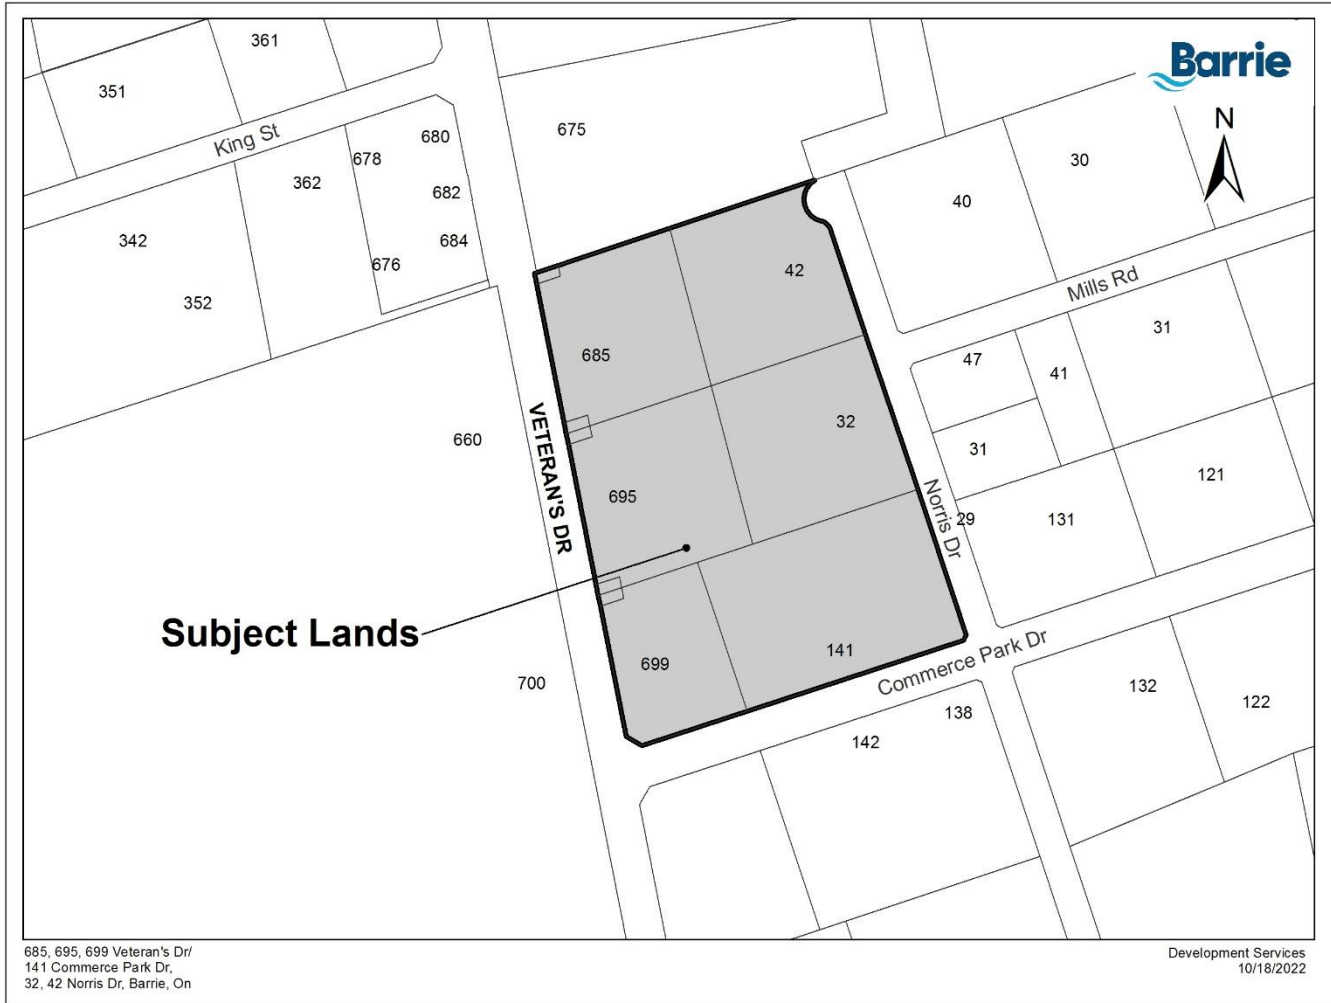 361
Barrie
351
N
675
680
King St
678
30
362
682
40
342
684
676
42
352
Mills Rd
31
685
47
41
32
660
VETERAN'S DR
31
121
695
Norris Dr
29
131
Subject Lands
141
699
Commerce Park Dr
700
132
122
138
142
685, 695, 699 Veteran's Dr/
141 Commerce Park Dr,
32, 42 Norris Dr, Barrie, On
Development Services
10/18/2022